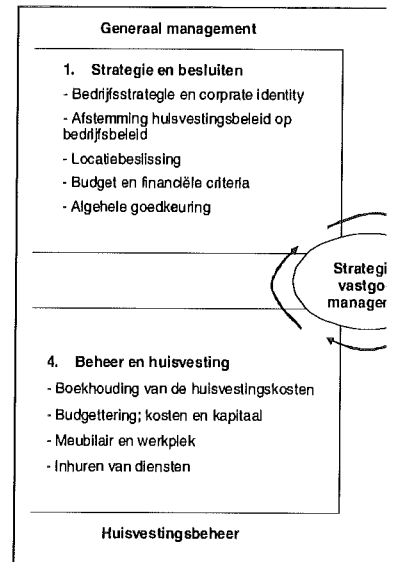 Generaal management
1. Strategie en besluiten
- Bedrijfsstrategie en corprate identity
- Afstemming huisvestingsbeleid op
bedrijfsbeleid
- Locatiebeslissing
- Budget en financiële criteria
- Algehele goedkeuring
Strategi
vastgo
manager
4. Beheer en huisvesting
- Boekhouding van de huisvestingskosten
- Budgettering; kosten en kapitaal
- Meubilair en werkplek
- Inhuren van diensten
Huisvestingsbeheer